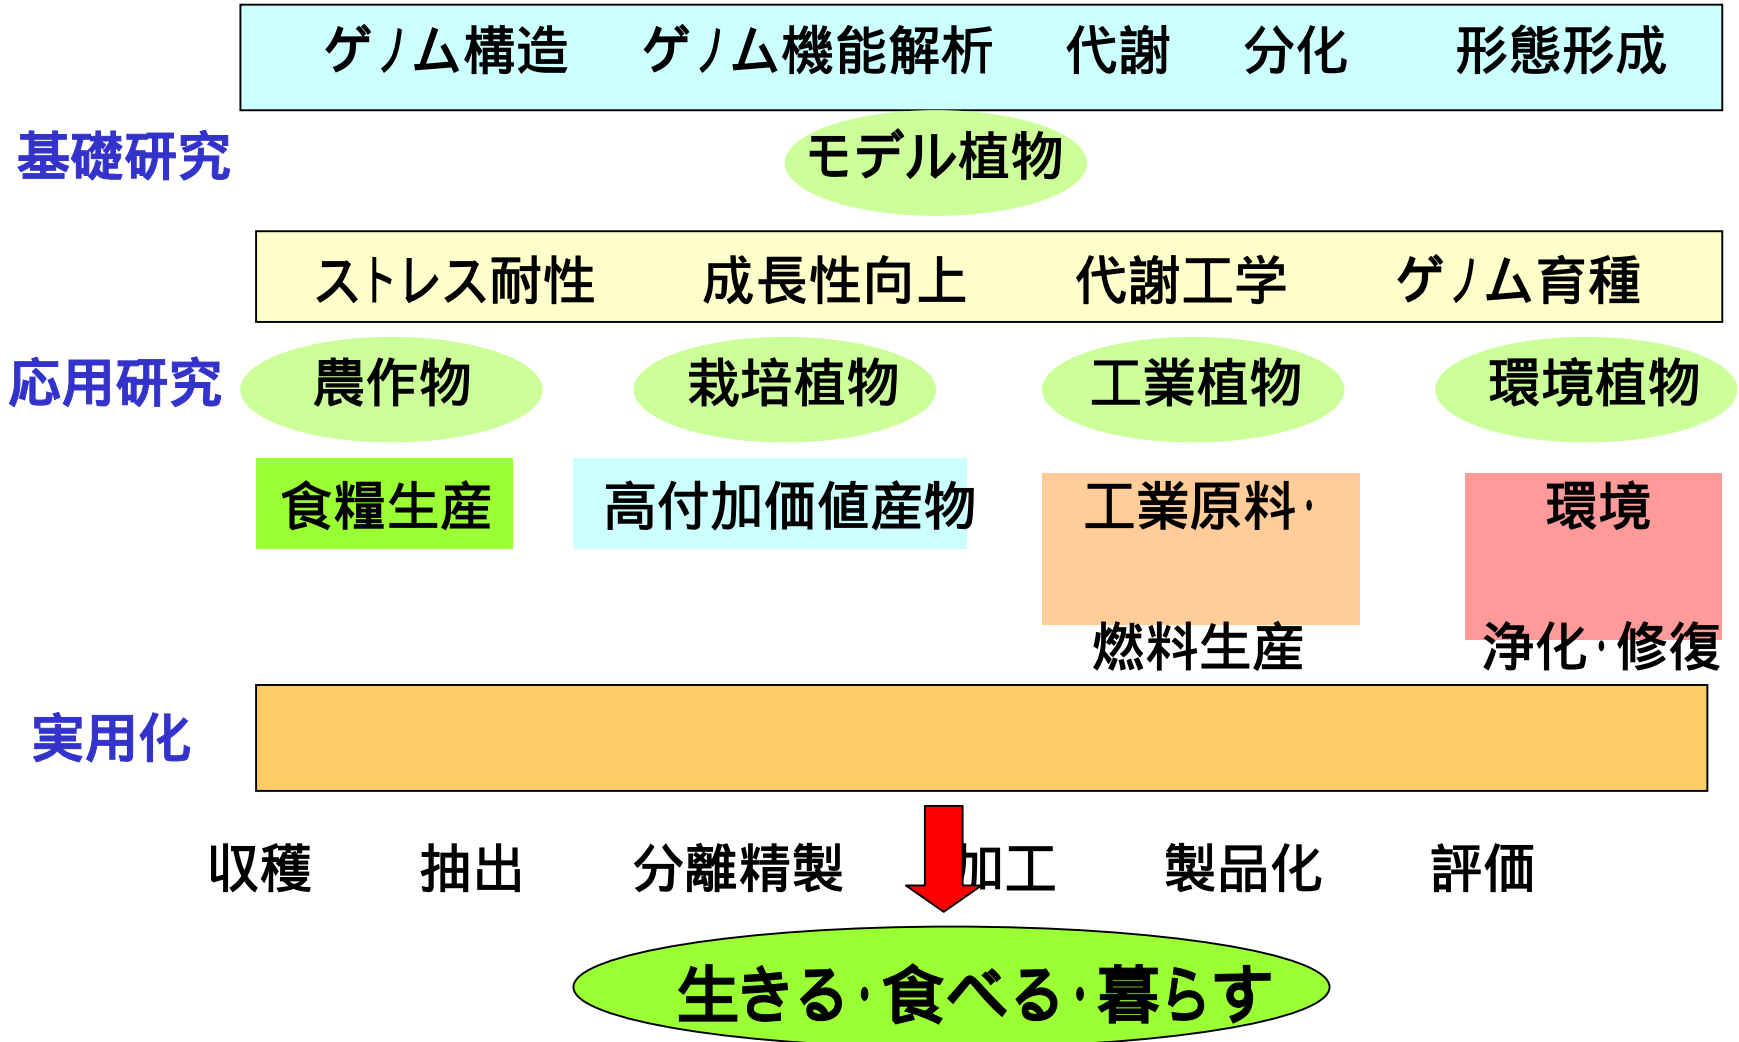 ゲノム構造 ゲノム機能解析 代謝 分化 形態形成
基礎研究
モデル植物
ストレス耐性 成長性向上 代謝工学 ゲノム育種
応用研究
農作物 栽培植物 工業植物 環境植物
食糧生産 高付加価値産物 工業原料・ 環境
燃料生産 浄化・修復
実用化
収穫 抽出 分離精製 加工 製品化 評価
生きる・食べる・暮らす